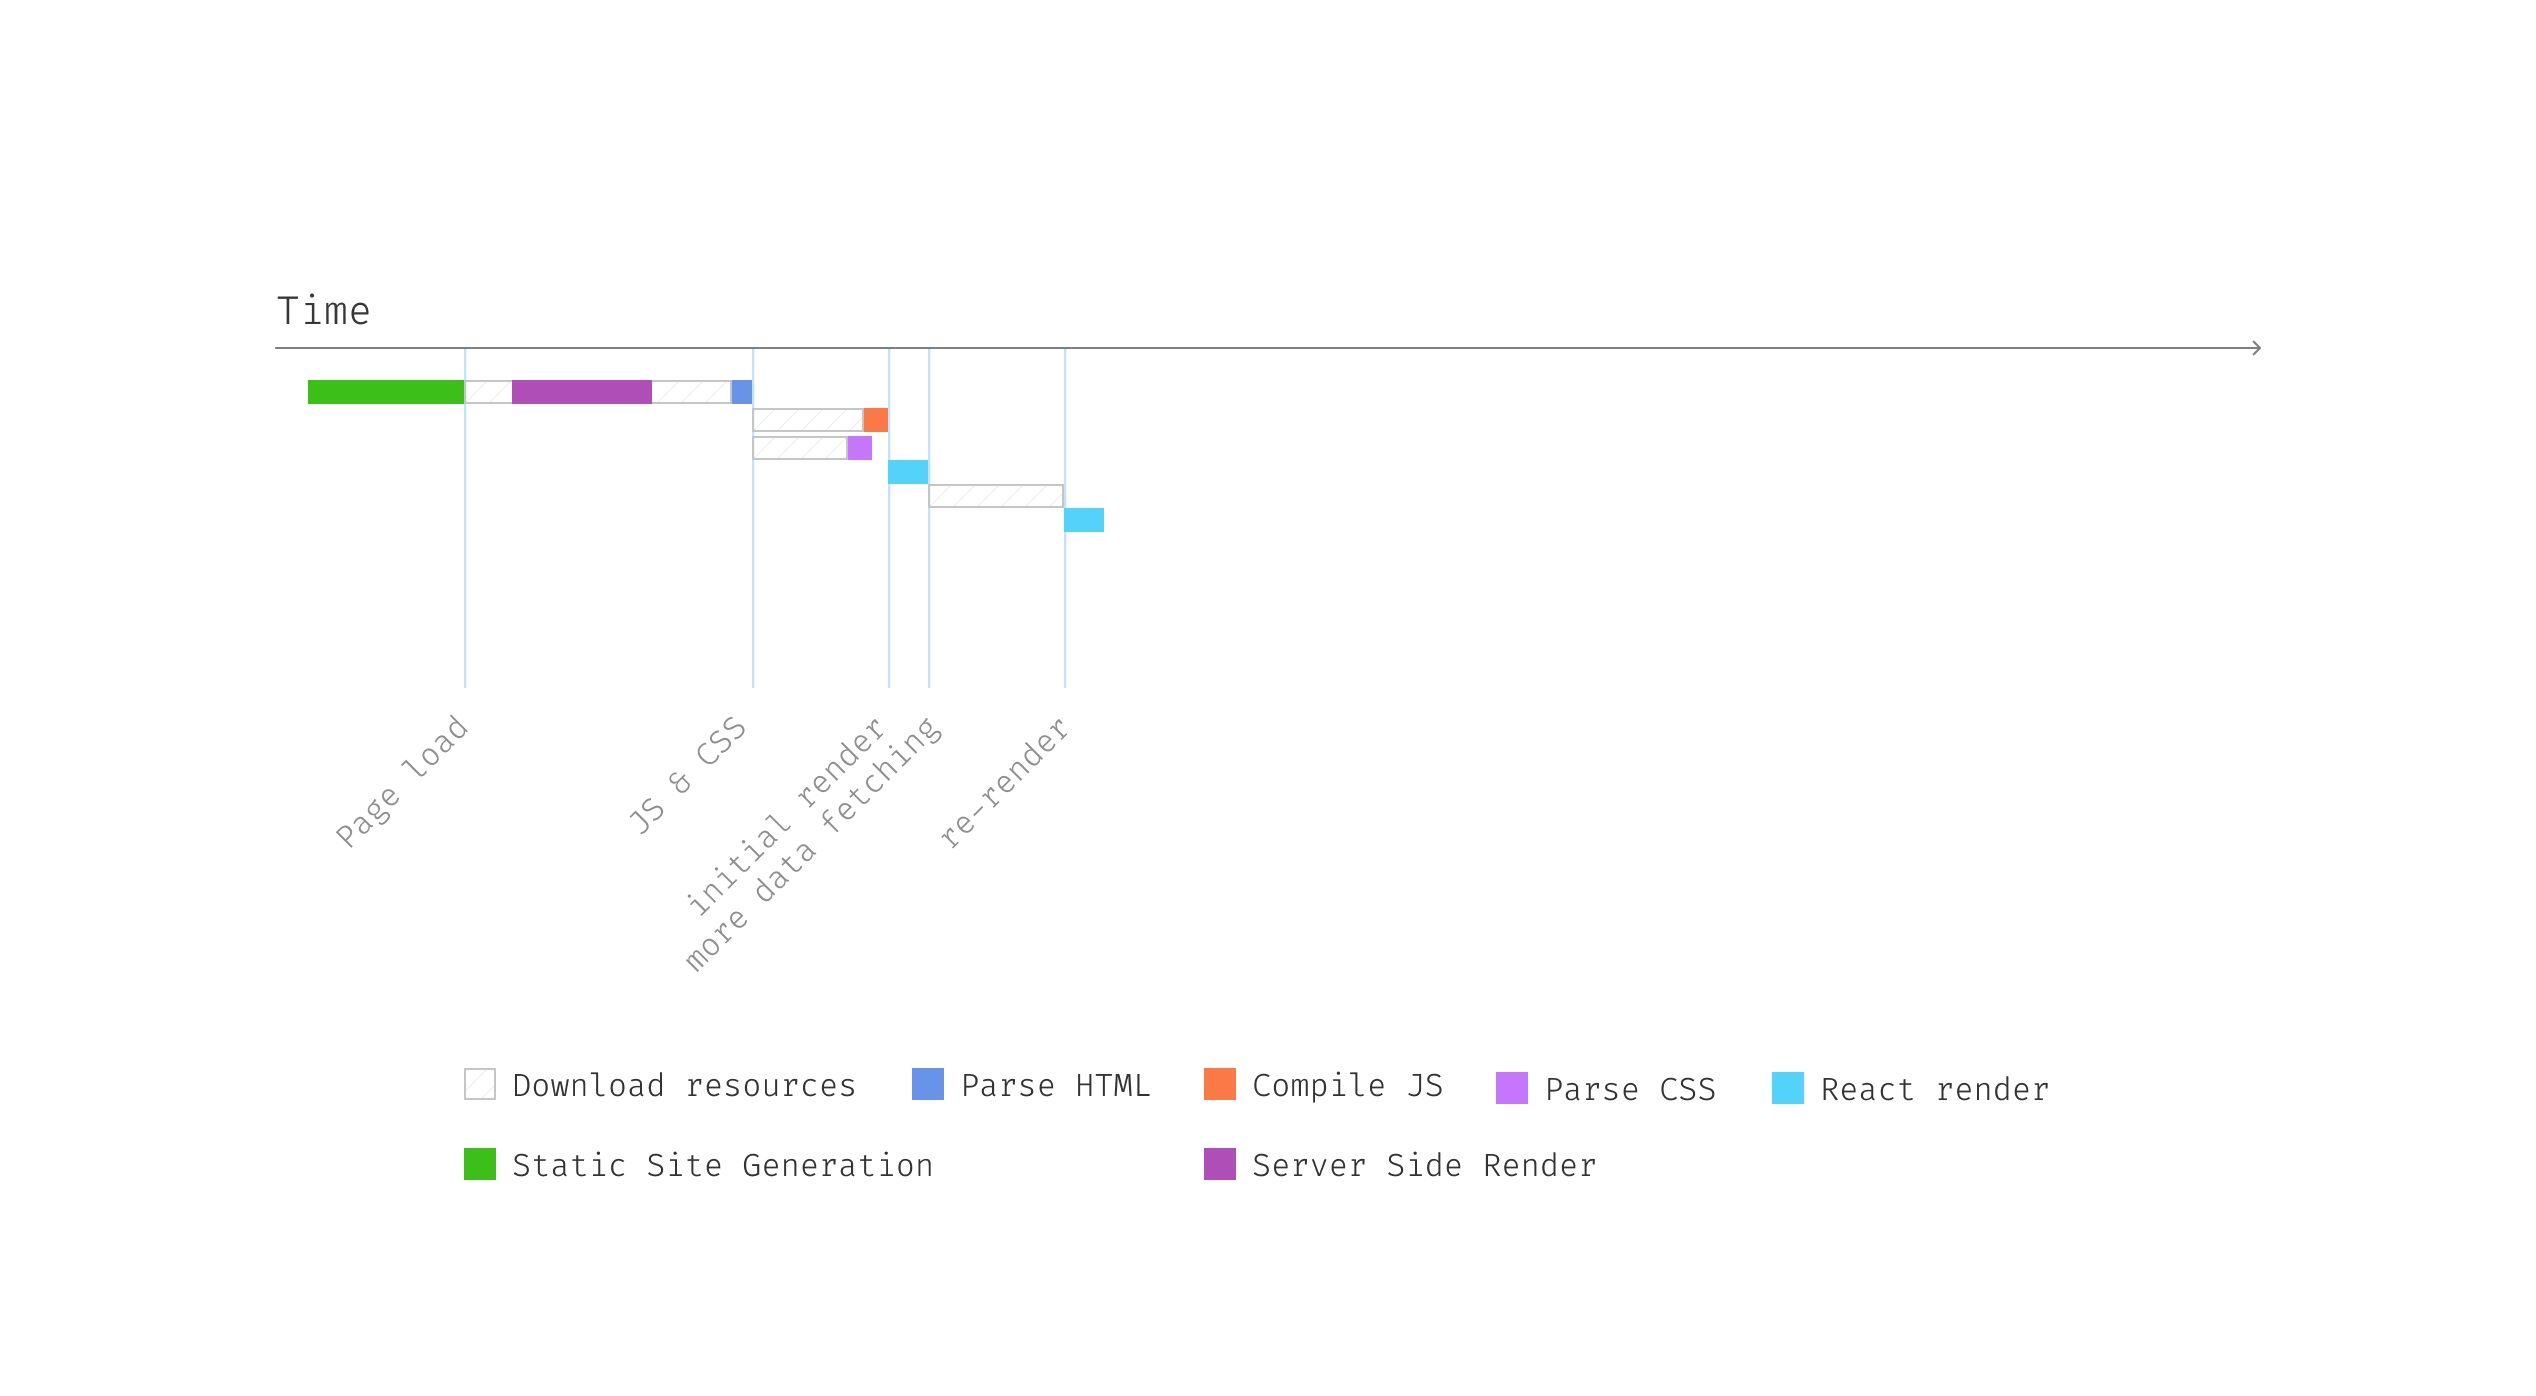 Time
Page load
JS & CSS
initial render
more data fetching
re-render
Download resources
Parse HTML
Compile JS
Parse CSS
React render
Static Site Generation
Server Side Render